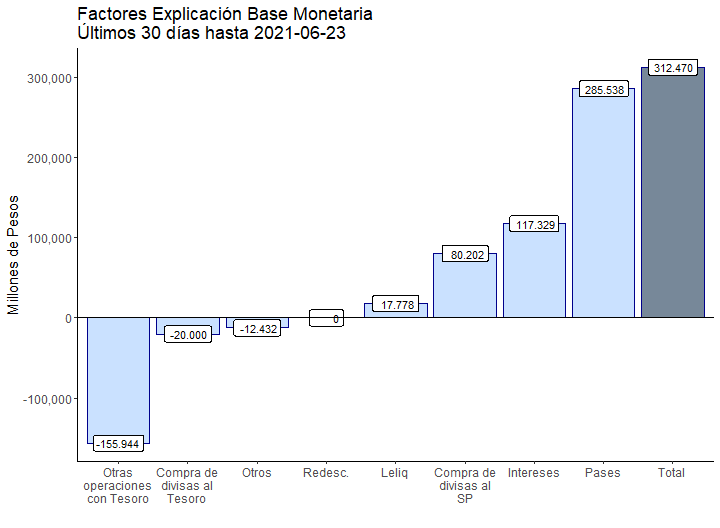 Factores Explicación Base Monetaria
Últimos 30 días hasta 2021-06-23
Millones de Pesos
300,000
200,000
100,000
0
-100,000
-155.944
-20.000
-12.432
0
17.778
80.202
117.329
285.538
312.470
Otras
operaciones
con Tesoro
Compra de
divisas al
Tesoro
Otros
Redesc.
Leliq
Compra de
divisas al
SP
Intereses
Pases
Total